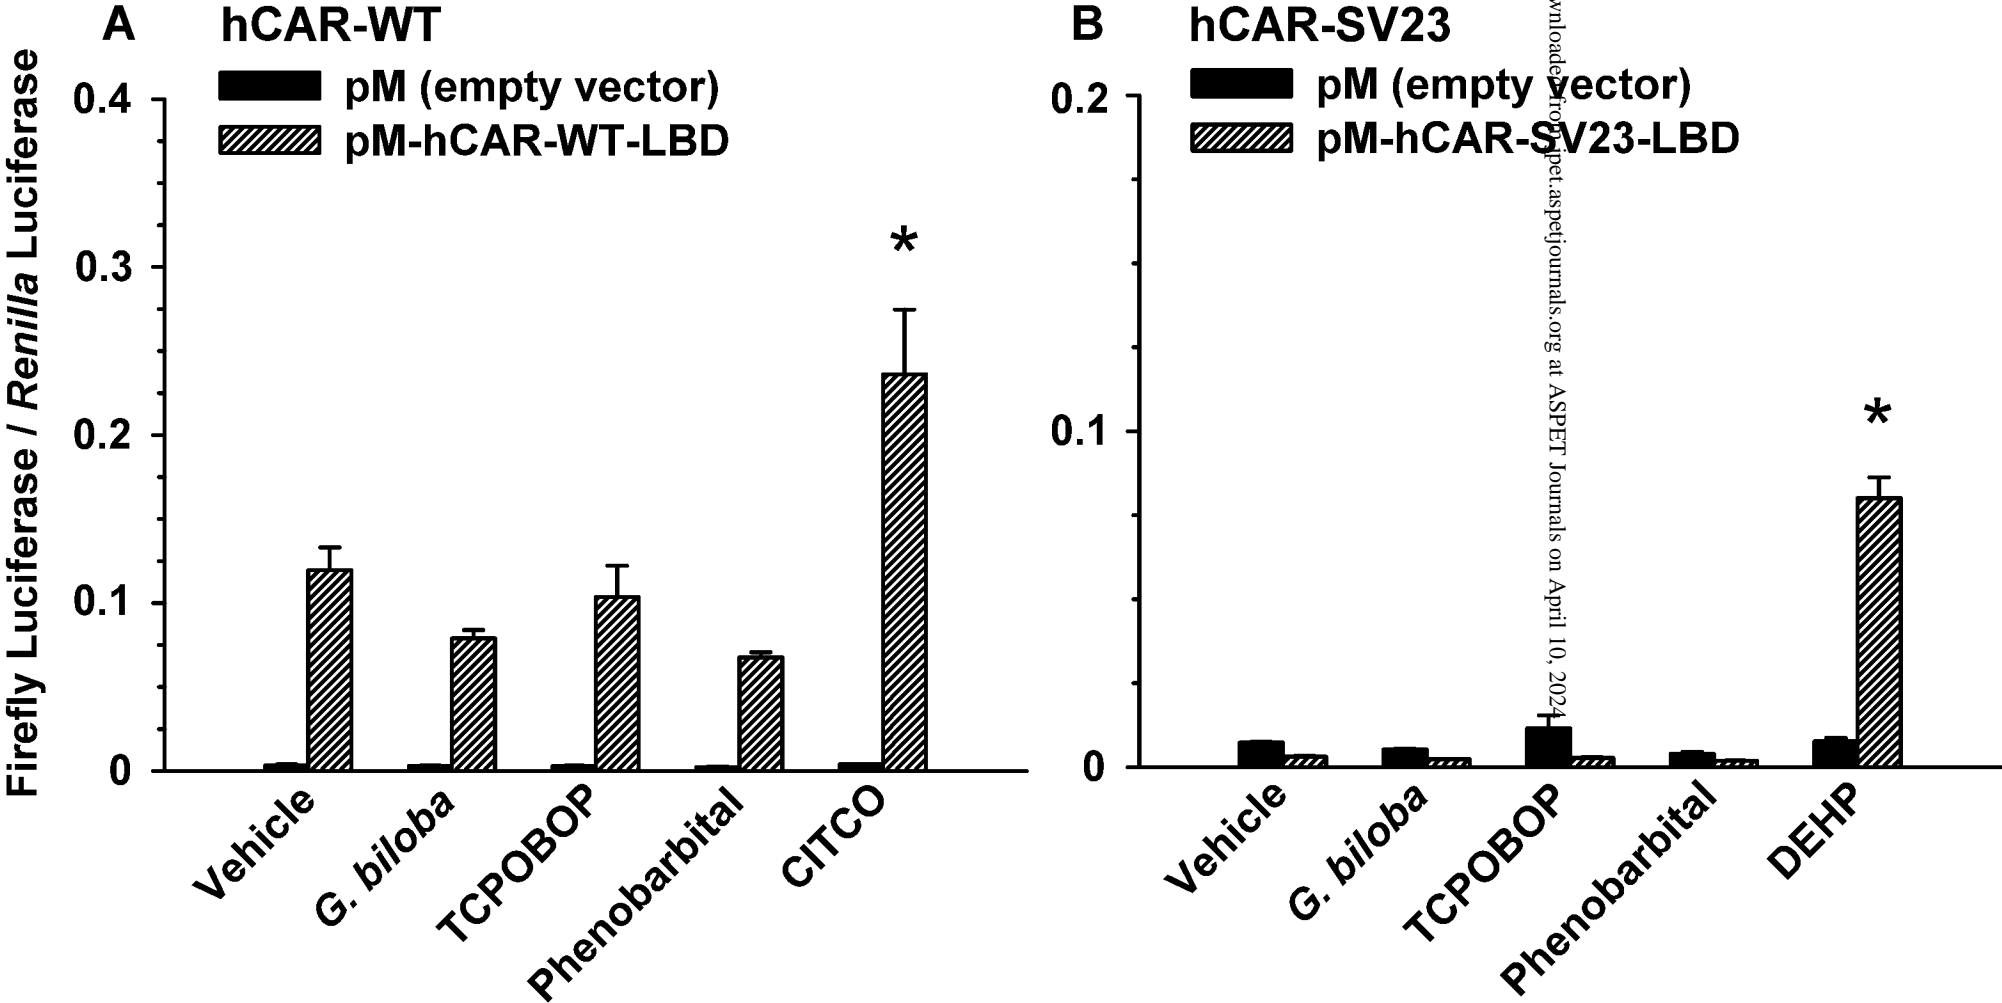 A hCAR-WT
pM (empty vector)
pM-hCAR-WT-LBD
Firefly Luciferase / Renilla Luciferase
0.4
0.3
0.2
0.1
0
*
Vehicle
G. biloba
TCPOBOP
Phenobarbital
CITCO
B hCAR-SV23
pM (empty vector)
pM-hCAR-SV23-LBD
0.2
0.1
0
*
Vehicle
G. biloba
TCPOBOP
Phenobarbital
DEHP
wnloaded from jpet.aspetjournals.org at ASPET Journals on April 10, 2024